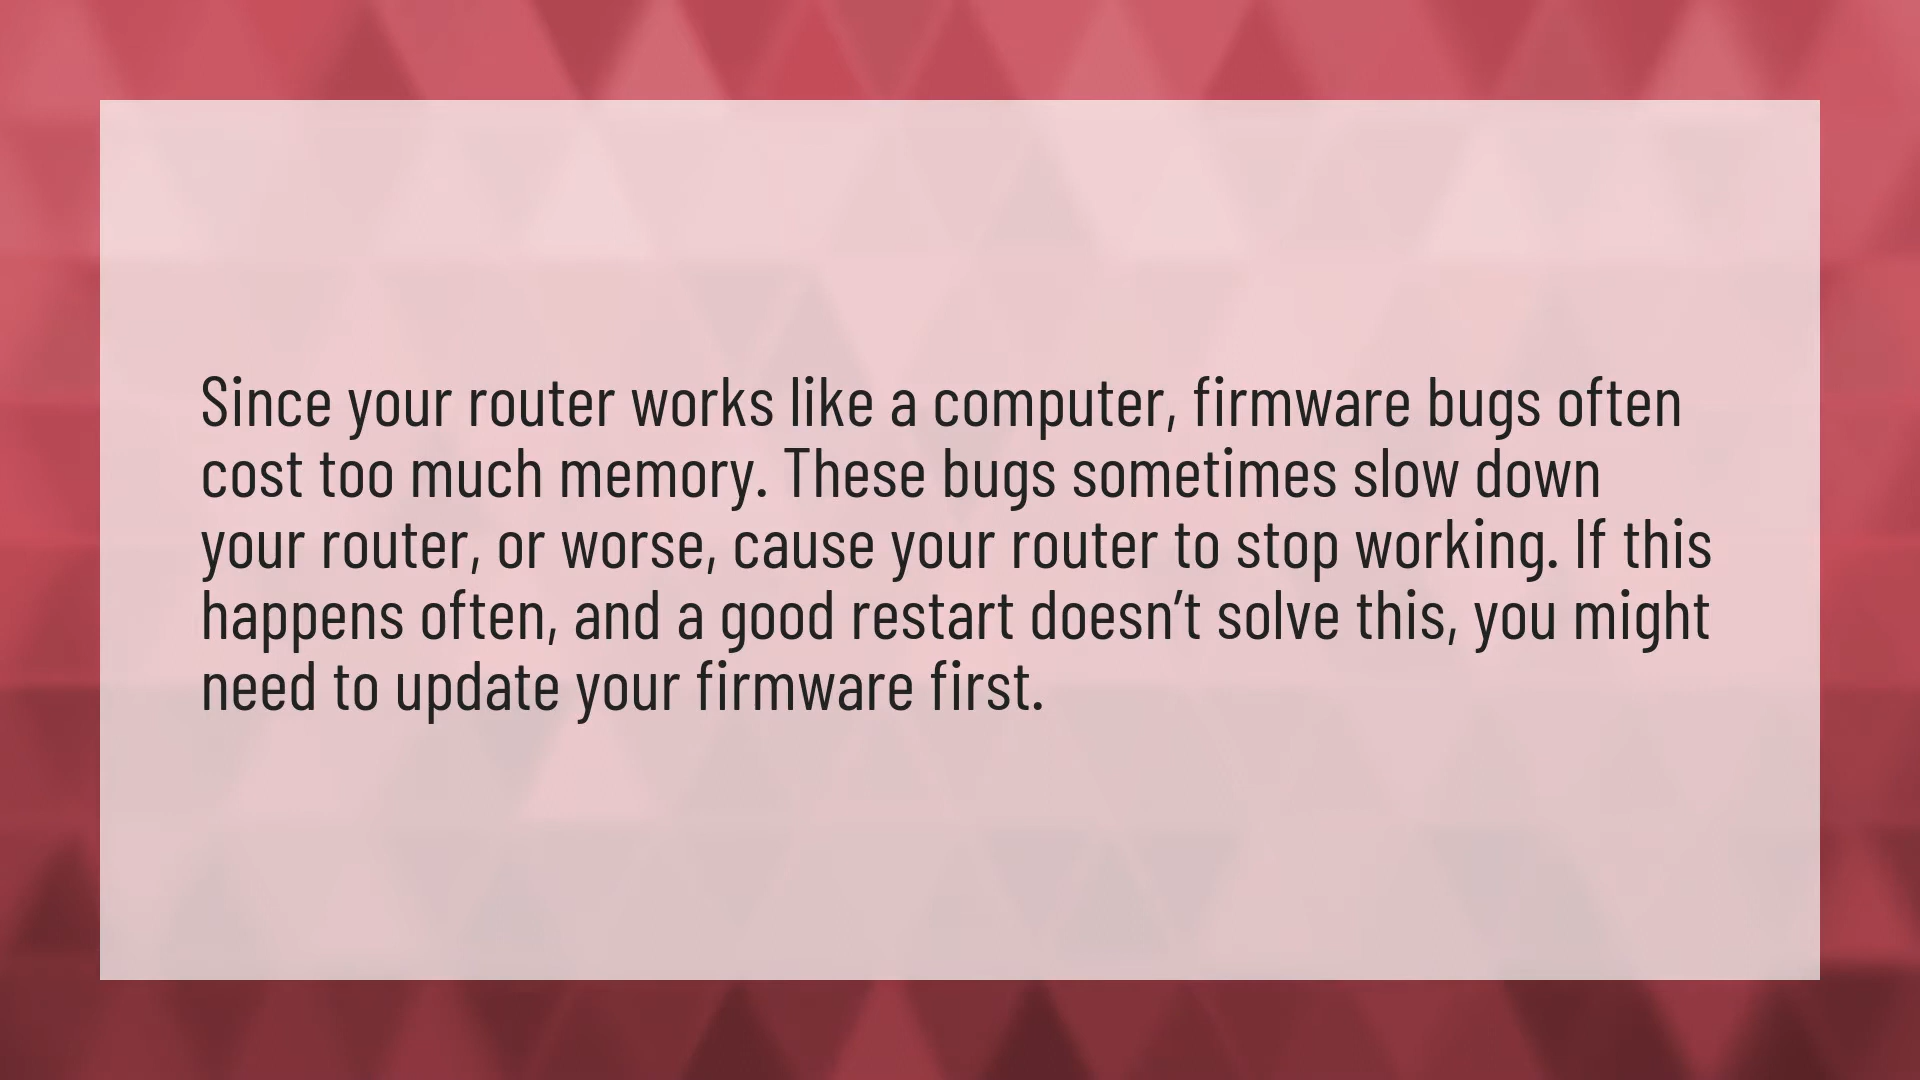 Since your router works like a computer, firmware bugs often
cost too much memory. These bugs sometimes slow down
your router, or worse, cause your router to stop working. If this
happens often, and a good restart doesn’t solve this, you might
need to update your firmware first.